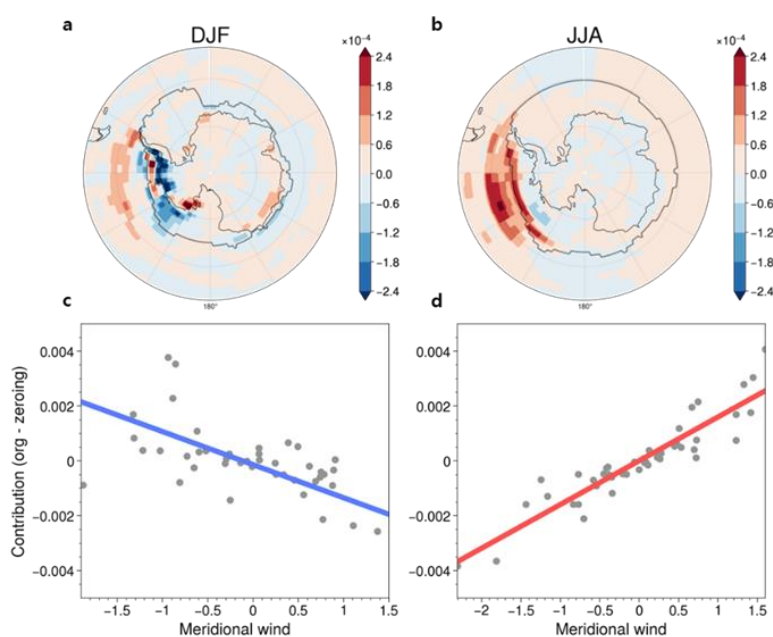 a
DJF
×10⁻⁴
2.4
1.8
1.2
0.6
0.0
−0.6
−1.2
−1.8
−2.4
180°
b
JJA
×10⁻⁴
2.4
1.8
1.2
0.6
0.0
−0.6
−1.2
−1.8
−2.4
180°
c
Contribution (org - zeroing)
0.004
0.002
0
−0.002
−0.004
−1.5 −1 −0.5 0 0.5 1 1.5
Meridional wind
d
0.004
0.002
0
−0.002
−0.004
−2 −1.5 −1 −0.5 0 0.5 1 1.5
Meridional wind